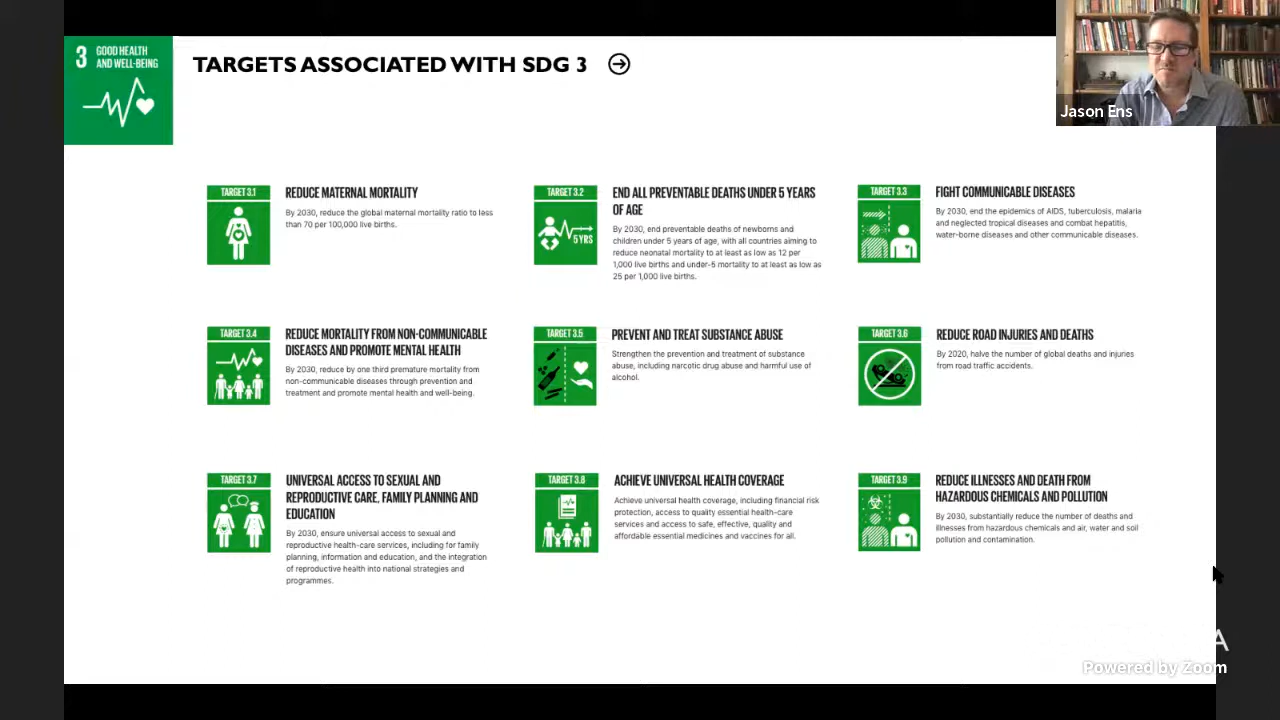 3 GOOD HEALTH
AND WELL-BEING
TARGETS ASSOCIATED WITH SDG 3
Jason Ens
TARGET 3.1
REDUCE MATERNAL MORTALITY
By 2030, reduce the global maternal mortality ratio to less
than 70 per 100,000 live births.
TARGET 3.2
5 YRS
END ALL PREVENTABLE DEATHS UNDER 5 YEARS
OF AGE
By 2030, end preventable deaths of newborns and
children under 5 years of age, with all countries aiming to
reduce neonatal mortality to at least as low as 12 per
1,000 live births and under-5 mortality to at least as low as
25 per 1,000 live births.
TARGET 3.3
FIGHT COMMUNICABLE DISEASES
By 2030, end the epidemics of AIDS, tuberculosis, malaria
and neglected tropical diseases and combat hepatitis,
water-borne diseases and other communicable diseases.
TARGET 3.4
REDUCE MORTALITY FROM NON-COMMUNICABLE
DISEASES AND PROMOTE MENTAL HEALTH
By 2030, reduce by one third premature mortality from
non-communicable diseases through prevention and
treatment and promote mental health and well-being.
TARGET 3.5
PREVENT AND TREAT SUBSTANCE ABUSE
Strengthen the prevention and treatment of substance
abuse, including narcotic drug abuse and harmful use of
alcohol.
TARGET 3.6
REDUCE ROAD INJURIES AND DEATHS
By 2020, halve the number of global deaths and injuries
from road traffic accidents.
TARGET 3.7
UNIVERSAL ACCESS TO SEXUAL AND
REPRODUCTIVE CARE, FAMILY PLANNING AND
EDUCATION
By 2030, ensure universal access to sexual and
reproductive health-care services, including for family
planning, information and education, and the integration
of reproductive health into national strategies and
programmes.
TARGET 3.8
ACHIEVE UNIVERSAL HEALTH COVERAGE
Achieve universal health coverage, including financial risk
protection, access to quality essential health-care
services and access to safe, effective, quality and
affordable essential medicines and vaccines for all.
TARGET 3.9
REDUCE ILLNESSES AND DEATH FROM
HAZARDOUS CHEMICALS AND POLLUTION
By 2030, substantially reduce the number of deaths and
illnesses from hazardous chemicals and air, water and soil
pollution and contamination.
A
Powered by Zoom